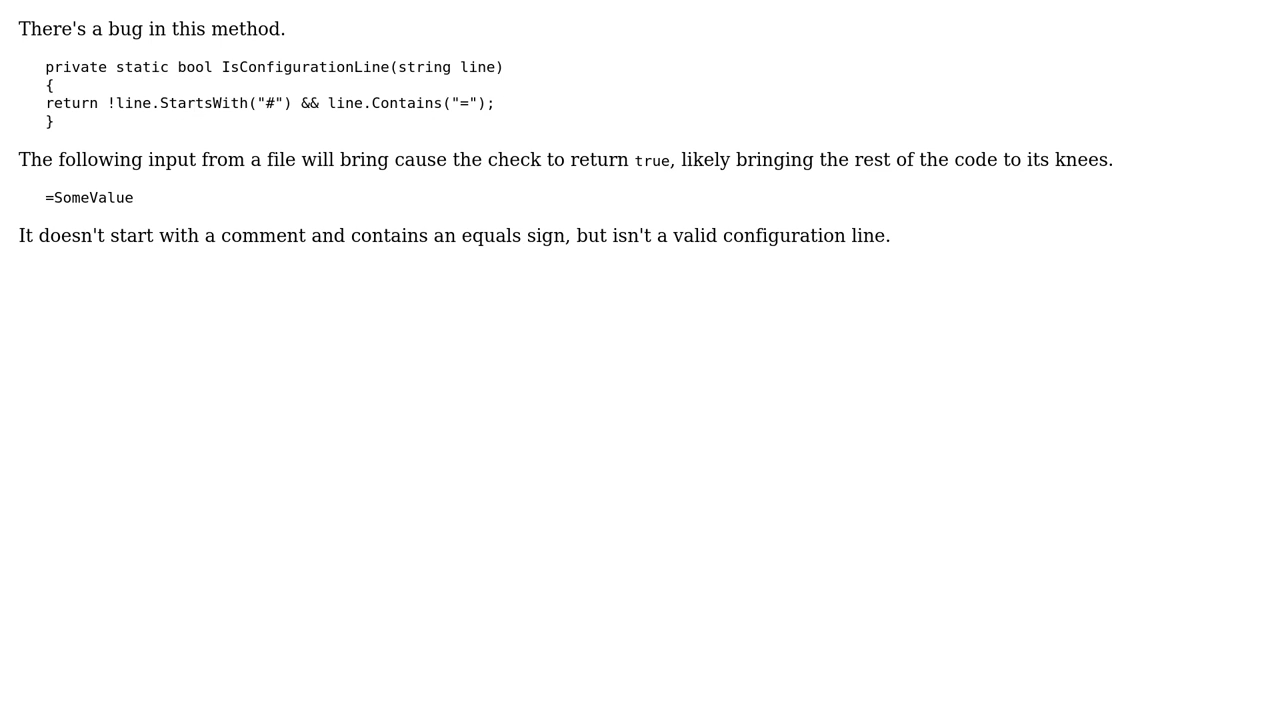 There's a bug in this method.
private static bool IsConfigurationLine(string line)
{
return !line.StartsWith("#") && line.Contains("=");
}
The following input from a file will bring cause the check to return true, likely bringing the rest of the code to its knees.
=SomeValue
It doesn't start with a comment and contains an equals sign, but isn't a valid configuration line.